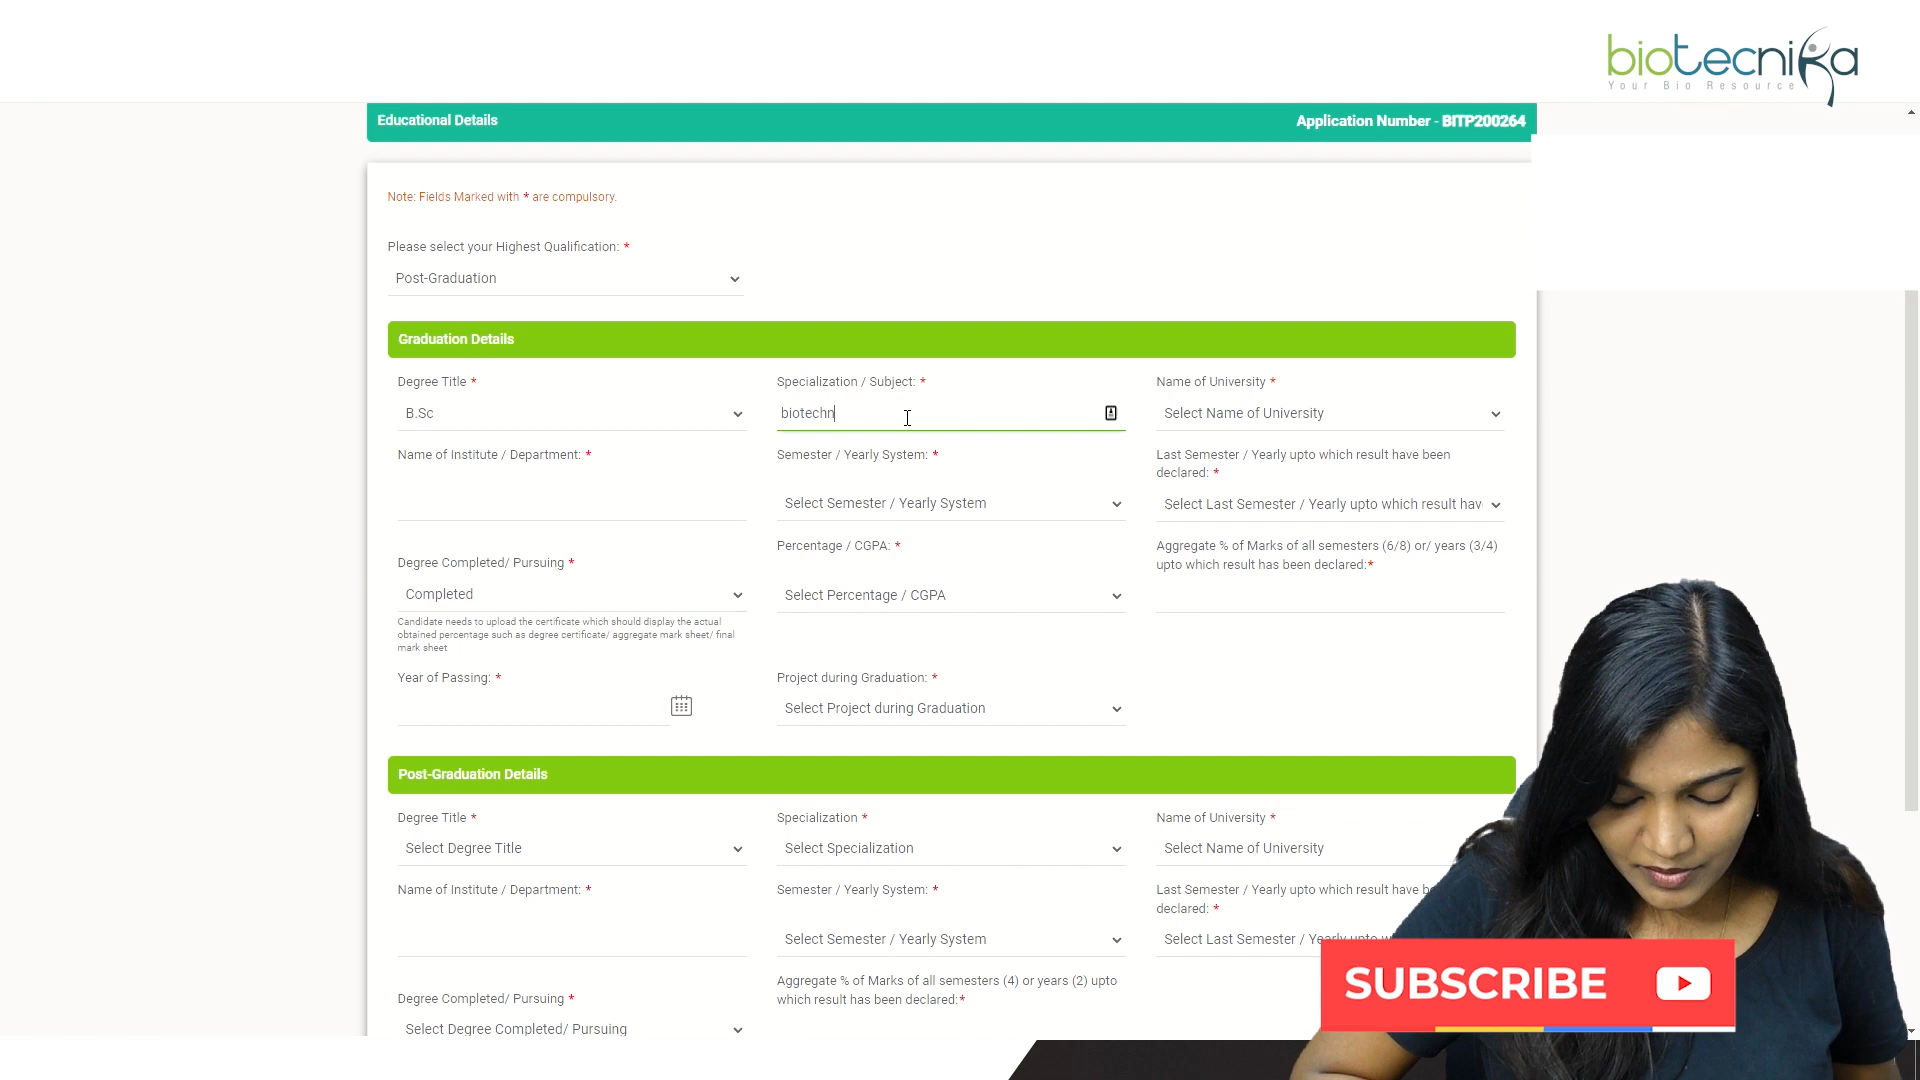 biotecnika
Your Bio Resource
Educational Details
Application Number - BITP200264
Note: Fields Marked with * are compulsory.
Please select your Highest Qualification: *
Post-Graduation
Graduation Details
Degree Title *
Specialization / Subject: *
Name of University *
B.Sc
biotechn
Select Name of University
Name of Institute / Department: *
Semester / Yearly System: *
Last Semester / Yearly upto which result have been
declared: *
Select Semester / Yearly System
Select Last Semester / Yearly upto which result hav
Degree Completed/ Pursuing *
Percentage / CGPA: *
Aggregate % of Marks of all semesters (6/8) or/ years (3/4)
upto which result has been declared:*
Completed
Select Percentage / CGPA
Candidate needs to upload the certificate which should display the actual
obtained percentage such as degree certificate/ aggregate mark sheet/ final
mark sheet
Year of Passing: *
Project during Graduation: *
Select Project during Graduation
Post-Graduation Details
Degree Title *
Specialization *
Name of University *
Select Degree Title
Select Specialization
Select Name of University
Name of Institute / Department: *
Semester / Yearly System: *
Last Semester / Yearly upto which result have be
declared: *
Select Semester / Yearly System
Select Last Semester / Yearly upto w
Degree Completed/ Pursuing *
Aggregate % of Marks of all semesters (4) or years (2) upto
which result has been declared:*
Select Degree Completed/ Pursuing
SUBSCRIBE